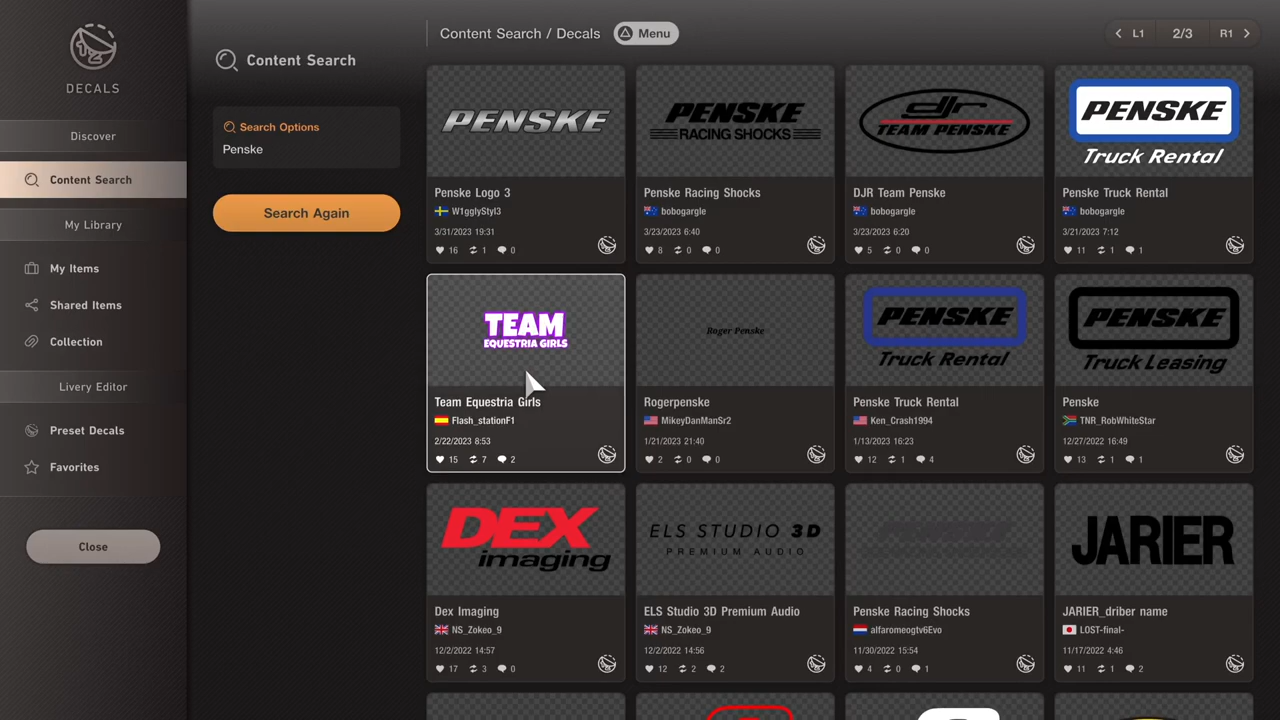 DECALS
Discover
Content Search
My Library
My Items
Shared Items
Collection
Livery Editor
Preset Decals
Favorites
Close
Content Search
Search Options
Penske
Search Again
Content Search / Decals
Menu
L1
2/3
R1
PENSKE
Penske Logo 3
W1gglyStyl3
3/31/2023 19:31
16 1 0
PENSKE
RACING SHOCKS
Penske Racing Shocks
bobogargle
3/23/2023 6:40
8 0 0
djr
TEAM PENSKE
DJR Team Penske
bobogargle
3/23/2023 6:20
5 0 0
PENSKE
Truck Rental
Penske Truck Rental
bobogargle
3/21/2023 7:12
11 1 1
TEAM
EQUESTRIA GIRLS
Team Equestria Girls
Flash_stationF1
2/22/2023 8:53
15 7 2
Roger Penske
Rogerpenske
MikeyDanManSr2
1/21/2023 21:40
2 0 0
PENSKE
Truck Rental
Penske Truck Rental
Ken_Crash1994
1/13/2023 16:23
12 1 4
PENSKE
Truck Leasing
Penske
TNR_RobWhiteStar
12/27/2022 16:49
13 1 1
DEX
imaging
Dex Imaging
NS_Zokeo_9
12/2/2022 14:57
17 3 0
ELS STUDIO 3D
PREMIUM AUDIO
ELS Studio 3D Premium Audio
NS_Zokeo_9
12/2/2022 14:56
12 2 2
Penske Racing Shocks
alfaromeogtv6Evo
11/30/2022 15:54
4 0 1
JARIER
JARIER_driber name
LOST-final-
11/17/2022 4:46
11 1 2